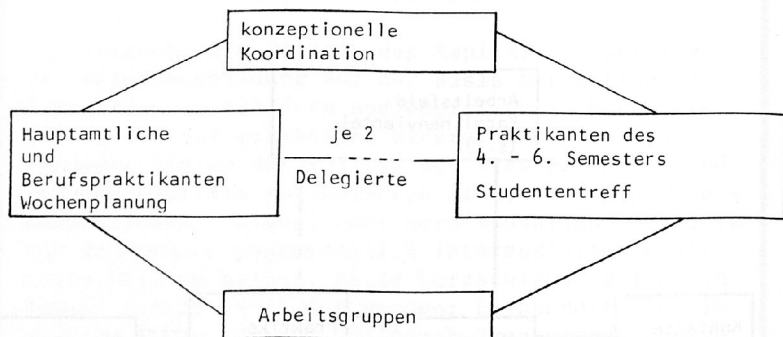 konzeptionelle
Koordination
Hauptamtliche
und
Berufspraktikanten
Wochenplanung
je 2
Delegierte
Praktikanten des
4. - 6. Semesters
Studententreff
Arbeitsgruppen